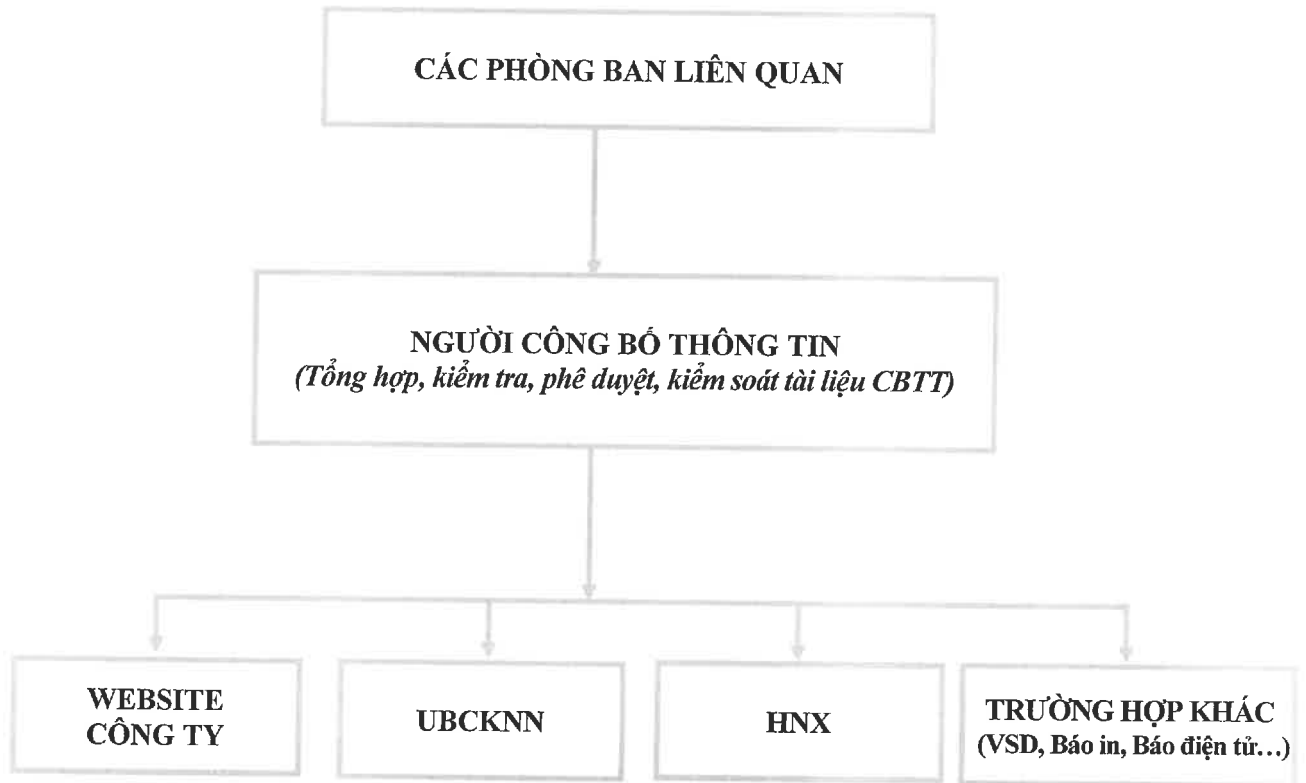 CÁC PHÒNG BAN LIÊN QUAN
NGƯỜI CÔNG BỐ THÔNG TIN
(Tổng hợp, kiểm tra, phê duyệt, kiểm soát tài liệu CBTT)
WEBSITE
CÔNG TY
UBCKNN
HNX
TRƯỜNG HỢP KHÁC
(VSD, Báo in, Báo điện tử...)